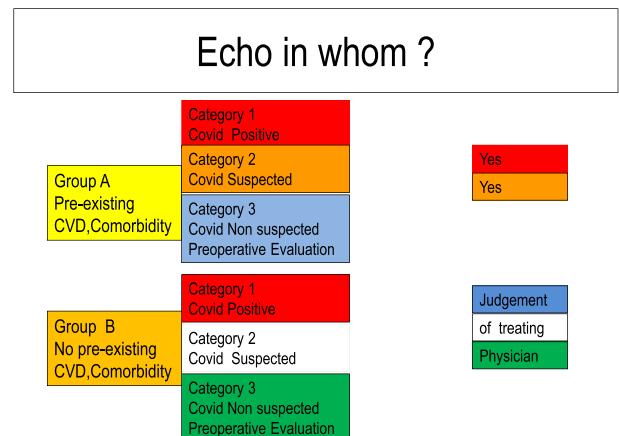 Echo in whom ?
Category 1
Covid  Positive
Category 2
Covid Suspected
Category 3
Covid Non suspected
Preoperative Evaluation
Group A
Pre-existing
CVD,Comorbidity
Yes
Yes
Category 1
Covid Positive
Category 2
Covid  Suspected
Category 3
Covid Non suspected
Preoperative Evaluation
Group  B
No pre-existing
CVD,Comorbidity
Judgement
of  treating
Physician